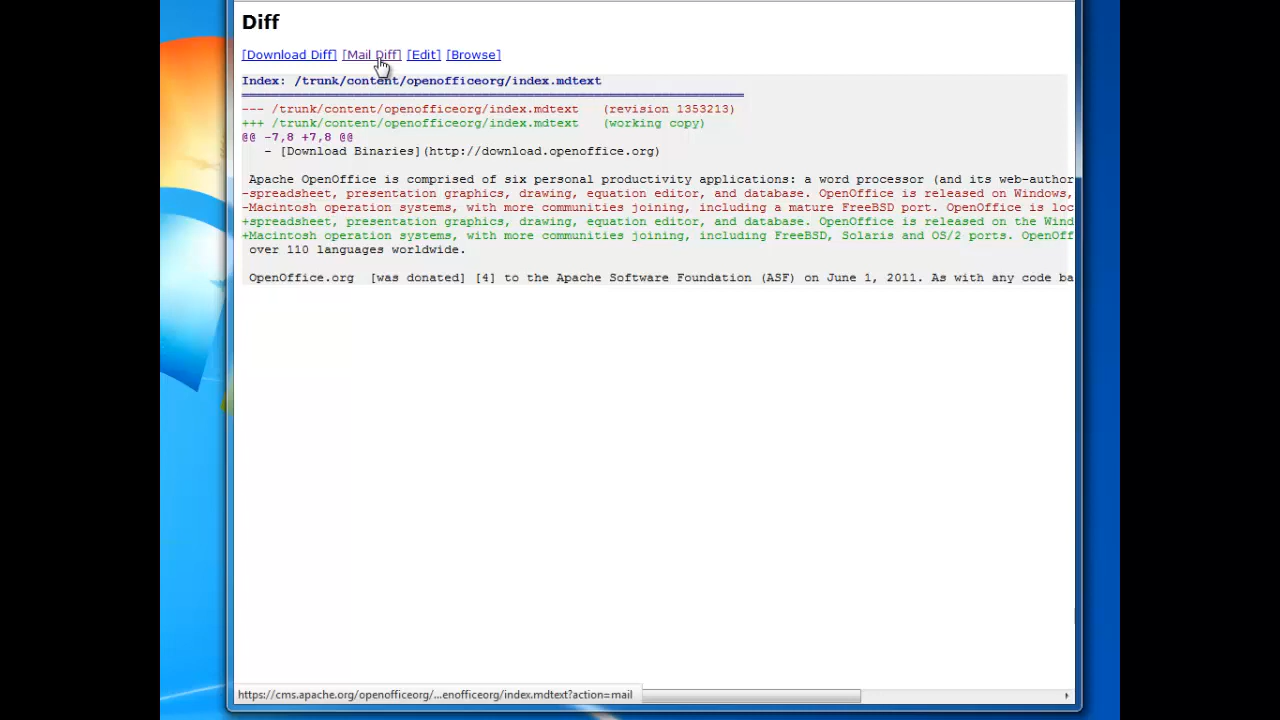 Diff
[Download Diff] [Mail Diff] [Edit] [Browse]
Index: /trunk/content/openofficeorg/index.mdtext
===================================================================
--- /trunk/content/openofficeorg/index.mdtext (revision 1353213)
+++ /trunk/content/openofficeorg/index.mdtext (working copy)
@@ -7,8 +7,8 @@
- [Download Binaries](http://download.openoffice.org)
Apache OpenOffice is comprised of six personal productivity applications: a word processor (and its web-author
-spreadsheet, presentation graphics, drawing, equation editor, and database. OpenOffice is released on Windows,
-Macintosh operation systems, with more communities joining, including a mature FreeBSD port. OpenOffice is loc
+spreadsheet, presentation graphics, drawing, equation editor, and database. OpenOffice is released on the Wind
+Macintosh operation systems, with more communities joining, including FreeBSD, Solaris and OS/2 ports. OpenOff
over 110 languages worldwide.
OpenOffice.org [was donated] [4] to the Apache Software Foundation (ASF) on June 1, 2011. As with any code ba
https://cms.apache.org/openofficeorg/...enofficeorg/index.mdtext?action=mail